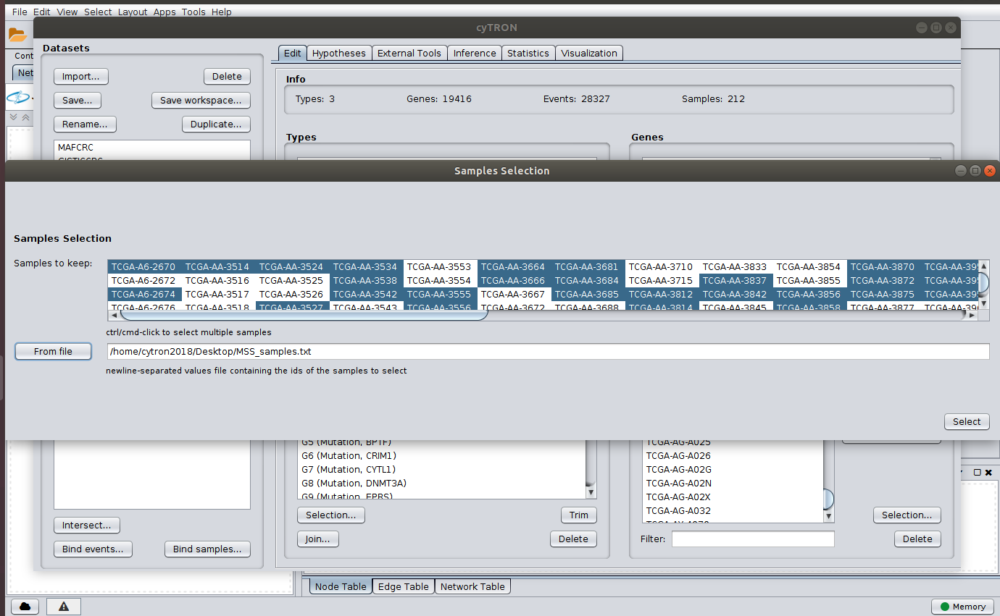 File Edit View Select Layout Apps Tools Help
cyTRON
Cont
Net
Datasets
Import... Delete
Save... Save workspace...
Rename... Duplicate...
MAFCRC
GISTICCRC
Edit Hypotheses External Tools Inference Statistics Visualization
Info
Types: 3 Genes: 19416 Events: 28327 Samples: 212
Types Genes
Samples Selection
Samples Selection
Samples to keep:
TCGA-A6-2670 TCGA-AA-3514 TCGA-AA-3524 TCGA-AA-3534 TCGA-AA-3553 TCGA-AA-3664 TCGA-AA-3681 TCGA-AA-3710 TCGA-AA-3833 TCGA-AA-3854 TCGA-AA-3870 TCGA-AA-39
TCGA-A6-2672 TCGA-AA-3516 TCGA-AA-3525 TCGA-AA-3538 TCGA-AA-3554 TCGA-AA-3666 TCGA-AA-3684 TCGA-AA-3715 TCGA-AA-3837 TCGA-AA-3855 TCGA-AA-3872 TCGA-AA-39
TCGA-A6-2674 TCGA-AA-3517 TCGA-AA-3526 TCGA-AA-3542 TCGA-AA-3555 TCGA-AA-3667 TCGA-AA-3685 TCGA-AA-3812 TCGA-AA-3842 TCGA-AA-3856 TCGA-AA-3875 TCGA-AA-39
TCGA-A6-2676 TCGA-AA-3518 TCGA-AA-3527 TCGA-AA-3543 TCGA-AA-3556 TCGA-AA-3672 TCGA-AA-3688 TCGA-AA-3814 TCGA-AA-3845 TCGA-AA-3858 TCGA-AA-3877 TCGA-AA-39
ctrl/cmd-click to select multiple samples
From file /home/cytron2018/Desktop/MSS_samples.txt
newline-separated values file containing the ids of the samples to select
Select
G5 (Mutation, BPTF)
G6 (Mutation, CRIM1)
G7 (Mutation, CYTL1)
G8 (Mutation, DNMT3A)
G9 (Mutation, EPRS)
TCGA-AG-A025
TCGA-AG-A026
TCGA-AG-A02G
TCGA-AG-A02N
TCGA-AG-A02X
TCGA-AG-A032
Intersect...
Bind events... Bind samples...
Selection... Trim
Join... Delete
Selection...
Filter: Delete
Node Table Edge Table Network Table
Memory